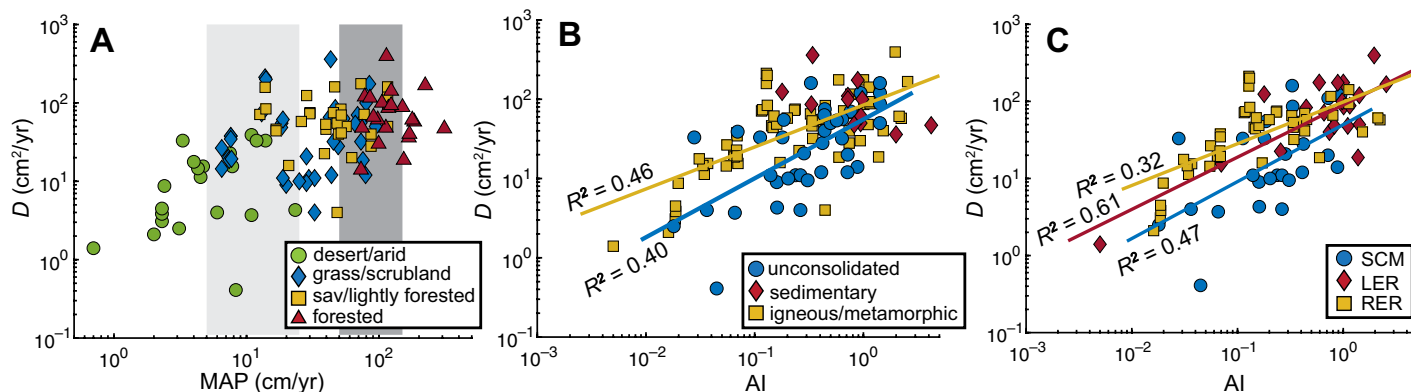 A
D (cm²/yr)
10³
10²
10¹
10⁰
10⁻¹
10⁰
10¹
10²
MAP (cm/yr)
desert/arid
grass/scrubland
sav/lightly forested
forested
B
D (cm²/yr)
10³
10²
10¹
10⁰
10⁻¹
10⁻³
10⁻²
10⁻¹
10⁰
AI
R² = 0.46
R² = 0.40
unconsolidated
sedimentary
igneous/metamorphic
C
D (cm²/yr)
10³
10²
10¹
10⁰
10⁻¹
10⁻³
10⁻²
10⁻¹
10⁰
AI
R² = 0.32
R² = 0.61
R² = 0.47
SCM
LER
RER